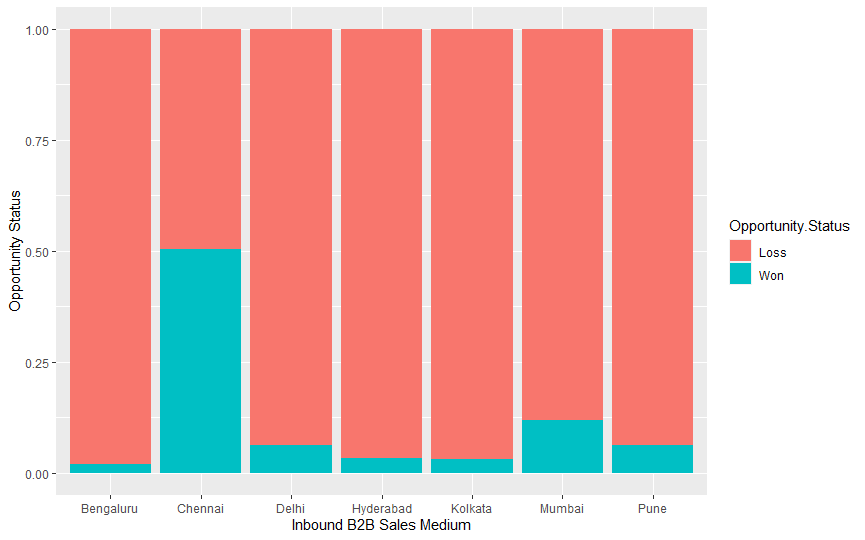 Opportunity Status
1.00
0.75
0.50
0.25
0.00
Bengaluru Chennai Delhi Hyderabad Kolkata Mumbai Pune
Inbound B2B Sales Medium
Opportunity.Status
Loss
Won